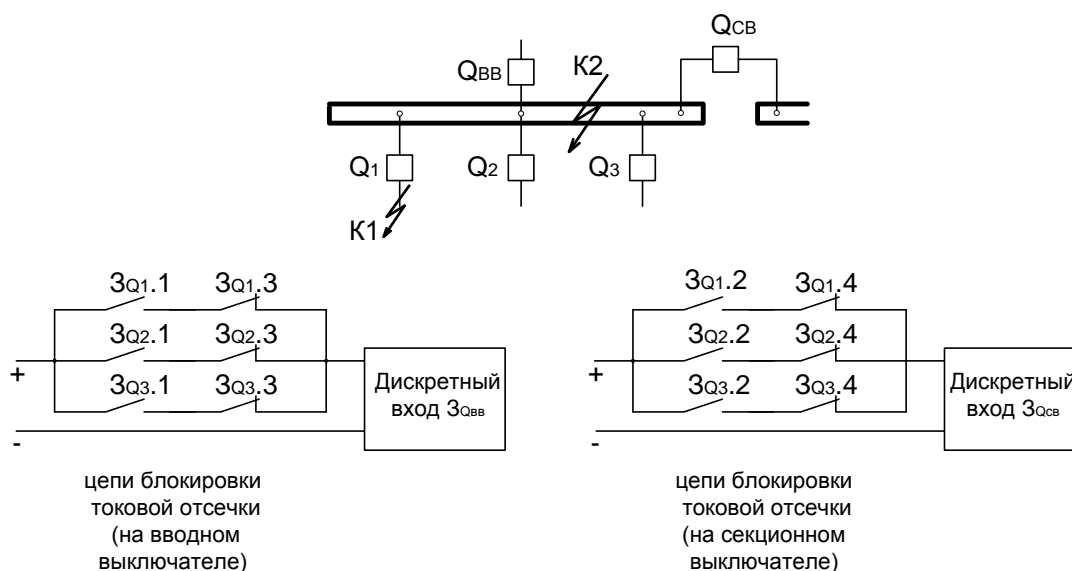 QСВ
QВВ
К2
Q1
Q2
Q3
К1
ЗQ1.1
ЗQ1.3
ЗQ2.1
ЗQ2.3
ЗQ3.1
ЗQ3.3
+
-
Дискретный
вход ЗQвв
цепи блокировки
токовой отсечки
(на вводном
выключателе)
ЗQ1.2
ЗQ1.4
ЗQ2.2
ЗQ2.4
ЗQ3.2
ЗQ3.4
+
-
Дискретный
вход ЗQсв
цепи блокировки
токовой отсечки
(на секционном
выключателе)